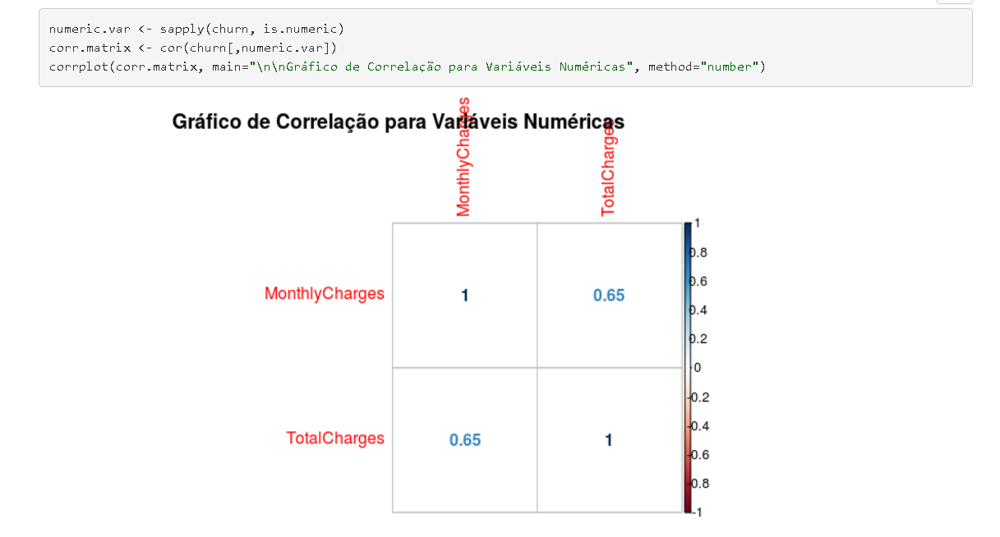 numeric.var <- sapply(churn, is.numeric)
corr.matrix <- cor(churn[,numeric.var])
corrplot(corr.matrix, main="\n\nGráfico de Correlação para Variáveis Numéricas", method="number")
Gráfico de Correlação para Variáveis Numéricas
MonthlyCharges
TotalCharges
1
0.8
0.6
0.4
0.2
0
-0.2
-0.4
-0.6
-0.8
-1
MonthlyCharges
1
0.65
TotalCharges
0.65
1